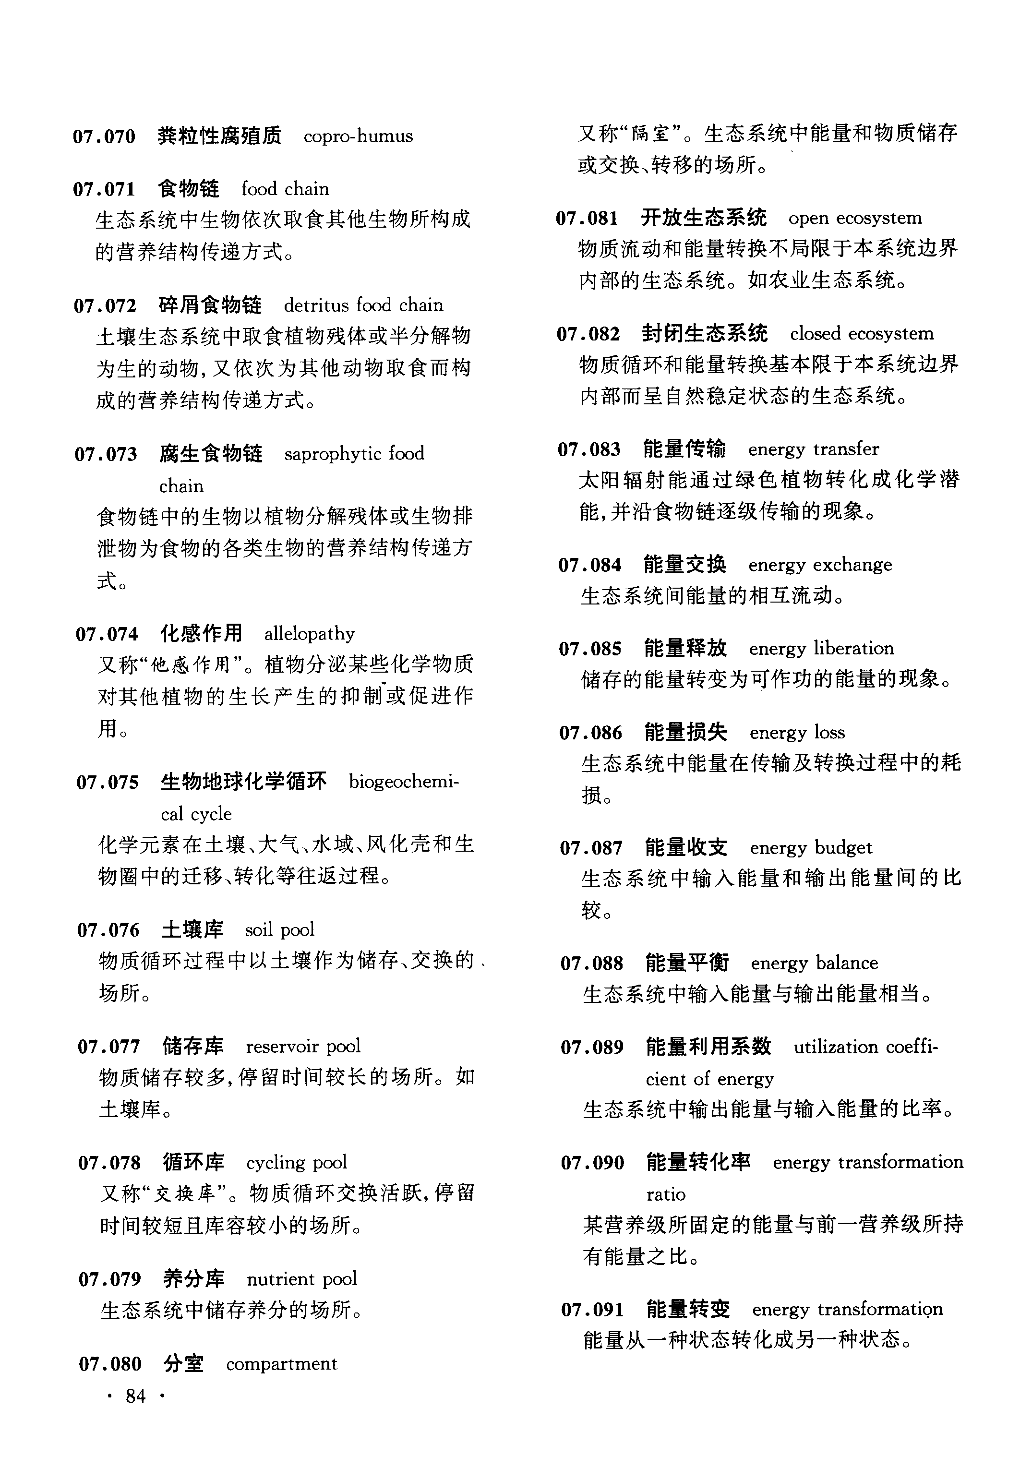 07.070 粪粒性腐殖质 copro-humus
07.071 食物链 food chain
生态系统中生物依次取食其他生物所构成
的营养结构传递方式。
07.072 碎屑食物链 detritus food chain
土壤生态系统中取食植物残体或半分解物
为生的动物,又依次为其他动物取食而构
成的营养结构传递方式。
07.073 腐生食物链 saprophytic food
chain
食物链中的生物以植物分解残体或生物排
泄物为食物的各类生物的营养结构传递方
式。
07.074 化感作用 allelopathy
又称“他感作用”。植物分泌某些化学物质
对其他植物的生长产生的抑制或促进作
用。
07.075 生物地球化学循环 biogeochemi-
cal cycle
化学元素在土壤、大气、水域、风化壳和生
物圈中的迁移、转化等往返过程。
07.076 土壤库 soil pool
物质循环过程中以土壤作为储存、交换的
场所。
07.077 储存库 reservoir pool
物质储存较多,停留时间较长的场所。如
土壤库。
07.078 循环库 cycling pool
又称“交换库”。物质循环交换活跃,停留
时间较短且库容较小的场所。
07.079 养分库 nutrient pool
生态系统中储存养分的场所。
07.080 分室 compartment
· 84 ·
又称“隔室”。生态系统中能量和物质储存
或交换、转移的场所。
07.081 开放生态系统 open ecosystem
物质流动和能量转换不局限于本系统边界
内部的生态系统。如农业生态系统。
07.082 封闭生态系统 closed ecosystem
物质循环和能量转换基本限于本系统边界
内部而呈自然稳定状态的生态系统。
07.083 能量传输 energy transfer
太阳辐射能通过绿色植物转化成化学潜
能,并沿食物链逐级传输的现象。
07.084 能量交换 energy exchange
生态系统间能量的相互流动。
07.085 能量释放 energy liberation
储存的能量转变为可作功的能量的现象。
07.086 能量损失 energy loss
生态系统中能量在传输及转换过程中的耗
损。
07.087 能量收支 energy budget
生态系统中输入能量和输出能量间的比
较。
07.088 能量平衡 energy balance
生态系统中输入能量与输出能量相当。
07.089 能量利用系数 utilization coeffi-
cient of energy
生态系统中输出能量与输入能量的比率。
07.090 能量转化率 energy transformation
ratio
某营养级所固定的能量与前一营养级所持
有能量之比。
07.091 能量转变 energy transformation
能量从一种状态转化成另一种状态。